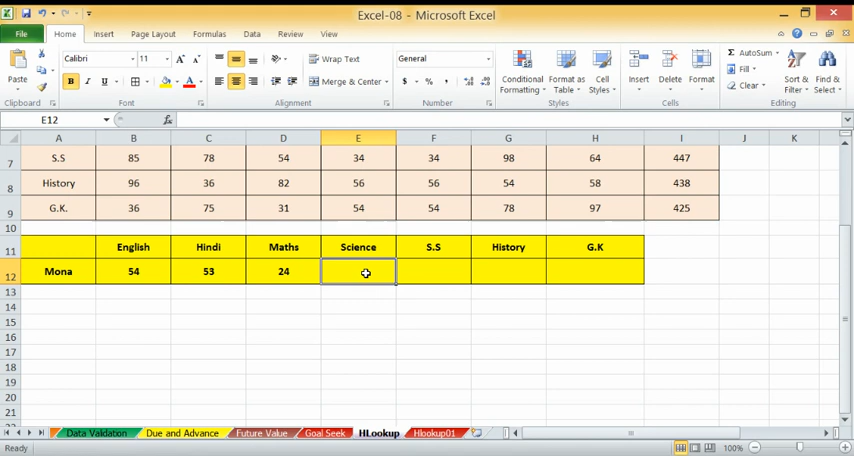 Excel-08 - Microsoft Excel
File Home Insert Page Layout Formulas Data Review View
Paste
Calibri 11
B I U A
Wrap Text
Merge & Center
General
$ % ,
Conditional Formatting
Format as Table
Cell Styles
Insert
Delete
Format
AutoSum
Fill
Clear
Sort & Filter
Find & Select
Clipboard Font Alignment Number Styles Cells Editing
E12 fx
A B C D E F G H I J K
7 S.S 85 78 54 34 34 98 64 447
8 History 96 36 82 56 56 54 58 438
9 G.K. 36 75 31 54 54 78 97 425
10
11 English Hindi Maths Science S.S History G.K
12 Mona 54 53 24
13
14
15
16
17
18
19
20
21
Data Validation Due and Advance Future Value Goal Seek HLookup Hlookup01
Ready 100%